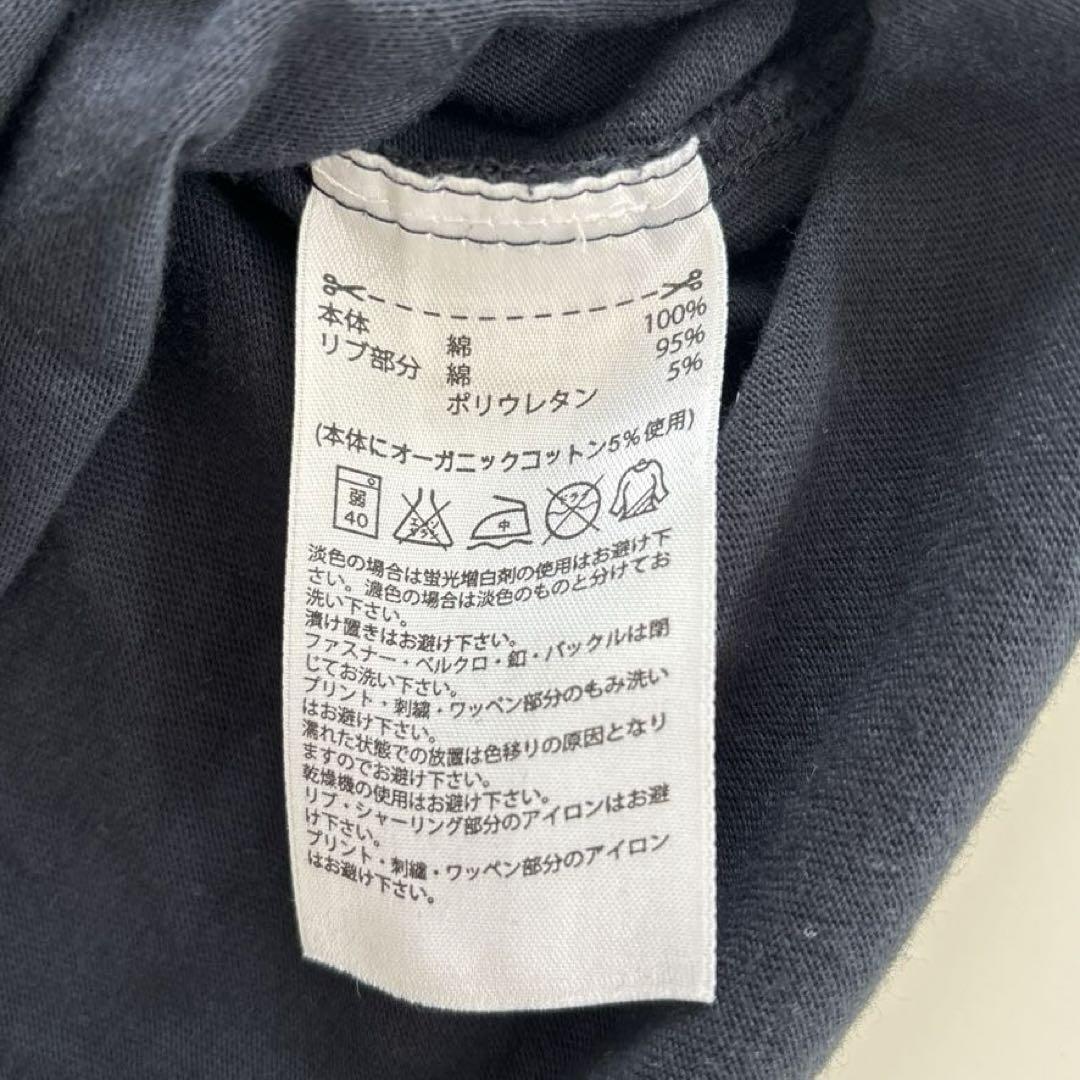 本体 綿 100%
リブ部分 綿 95%
ポリウレタン 5%
(本体にオーガニックコットン5%使用)
弱
40
エンソサラシ
中
ドライ
淡色の場合は蛍光増白剤の使用はお避け下
さい。濃色の場合は淡色のものと分けてお
洗い下さい。
漬け置きはお避け下さい。
ファスナー・ベルクロ・釦・バックルは閉
じてお洗い下さい。
プリント・刺繍・ワッペン部分のもみ洗い
はお避け下さい。
濡れた状態での放置は色移りの原因となり
ますのでお避け下さい。
乾燥機の使用はお避け下さい。
リブ・シャーリング部分のアイロンはお避
け下さい。
プリント・刺繍・ワッペン部分のアイロン
はお避け下さい。